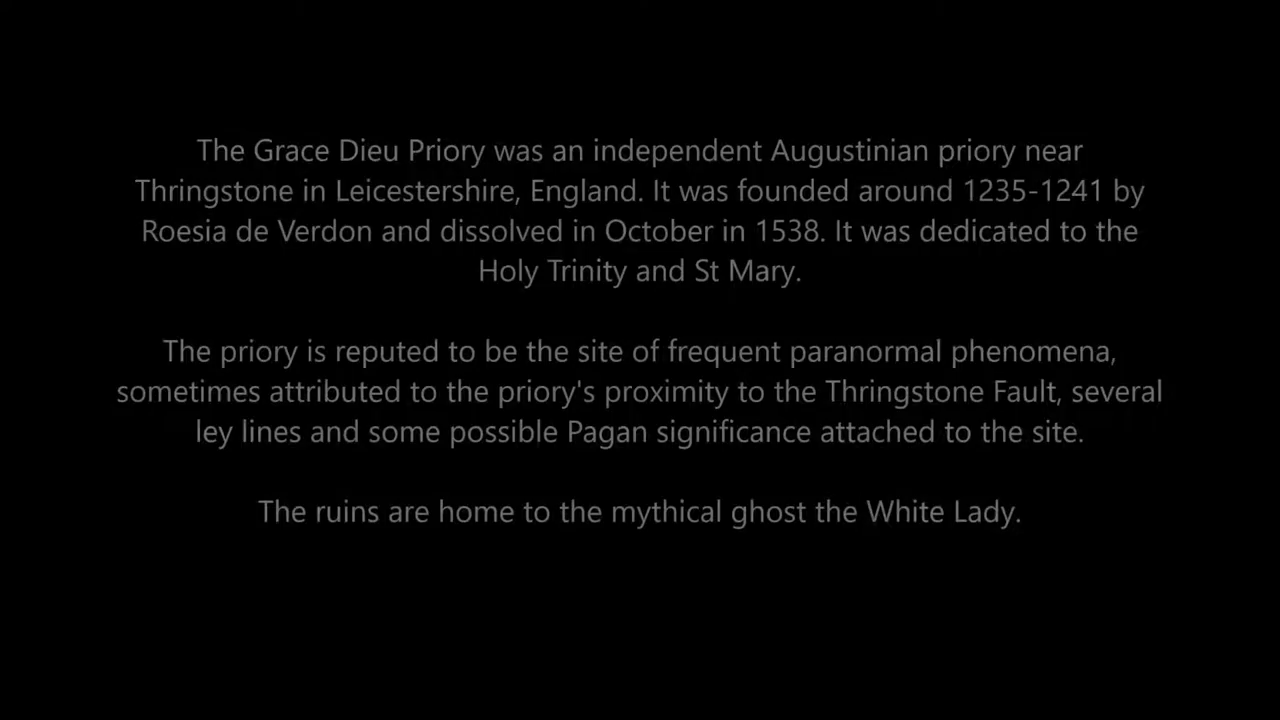 The Grace Dieu Priory was an independent Augustinian priory near
Thringstone in Leicestershire, England. It was founded around 1235-1241 by
Roesia de Verdon and dissolved in October in 1538. It was dedicated to the
Holy Trinity and St Mary.
The priory is reputed to be the site of frequent paranormal phenomena,
sometimes attributed to the priory's proximity to the Thringstone Fault, several
ley lines and some possible Pagan significance attached to the site.
The ruins are home to the mythical ghost the White Lady.